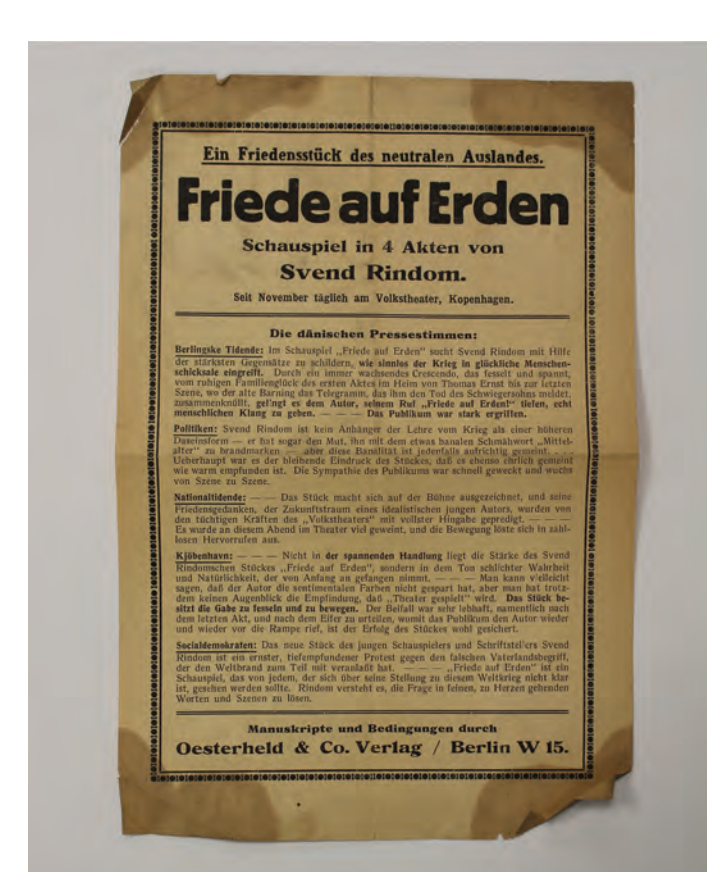 Ein Friedensstück des neutralen Auslandes.
Friede auf Erden
Schauspiel in 4 Akten von
Svend Rindom.
Seit November täglich am Volkstheater, Kopenhagen.
Die dänischen Pressestimmen:
Berlingske Tidende: Im Schauspiel „Friede auf Erden" sucht Svend Rindom mit Hilfe
der stärksten Gegensätze zu schildern, wie sinnlos der Krieg in glückliche Menschen-
schicksale eingreift. Durch ein immer wachsendes Crescendo, das fesselt und spannt,
vom ruhigen Familienglück des ersten Aktes im Heim von Thomas Ernst bis zur letzten
Szene, wo der alte Barning das Telegramm, das ihm den Tod des Schwiegersohns meldet,
zusammenknüllt, gelingt es dem Autor, seinem Ruf „Friede auf Erden!" tiefen, echt
menschlichen Klang zu geben. — — — Das Publikum war stark ergriffen.
Politiken: Svend Rindom ist kein Anhänger der Lehre vom Krieg als einer höheren
Daseinsform — er hat sogar den Mut, ihn mit dem etwas banalen Schmähwort „Mittel-
alter" zu brandmarken — aber diese Banalität ist jedenfalls aufrichtig gemeint. . . .
Ueberhaupt war es der bleibende Eindruck des Stückes, daß es ebenso ehrlich gemeint
wie warm empfunden ist. Die Sympathie des Publikums war schnell geweckt und wuchs
von Szene zu Szene.
Nationaltidende: — — Das Stück macht sich auf der Bühne ausgezeichnet, und seine
Friedensgedanken, der Zukunftstraum eines idealistischen jungen Autors, wurden von
den tüchtigen Kräften des „Volkstheaters" mit vollster Hingabe gepredigt. — — —
Es wurde an diesem Abend im Theater viel geweint, und die Bewegung löste sich in zahl-
losen Hervorrufen aus.
Kjöbenhavn: — — — Nicht in der spannenden Handlung liegt die Stärke des Svend
Rindomschen Stückes „Friede auf Erden", sondern in dem Ton schlichter Wahrheit
und Natürlichkeit, der von Anfang an gefangen nimmt. — — — Man kann vielleicht
sagen, daß der Autor die sentimentalen Farben nicht gespart hat, aber man hat trotz-
dem keinen Augenblick die Empfindung, daß „Theater gespielt" wird. Das Stück be-
sitzt die Gabe zu fesseln und zu bewegen. Der Beifall war sehr lebhaft, namentlich nach
dem letzten Akt, und nach dem Eifer zu urteilen, womit das Publikum den Autor wieder
und wieder vor die Rampe rief, ist der Erfolg des Stückes wohl gesichert.
Socialdemokraten: Das neue Stück des jungen Schauspielers und Schriftstellers Svend
Rindom ist ein ernster, tiefempfundener Protest gegen den falschen Vaterlandsbegriff,
der den Weltbrand zum Teil mit veranlaßt hat. — — — „Friede auf Erden" ist ein
Schauspiel, das von jedem, der sich über seine Stellung zu diesem Weltkrieg nicht klar
ist, gesehen werden sollte. Rindom versteht es, die Frage in feinen, zu Herzen gehenden
Worten und Szenen zu lösen.
Manuskripte und Bedingungen durch
Oesterheld & Co. Verlag / Berlin W 15.